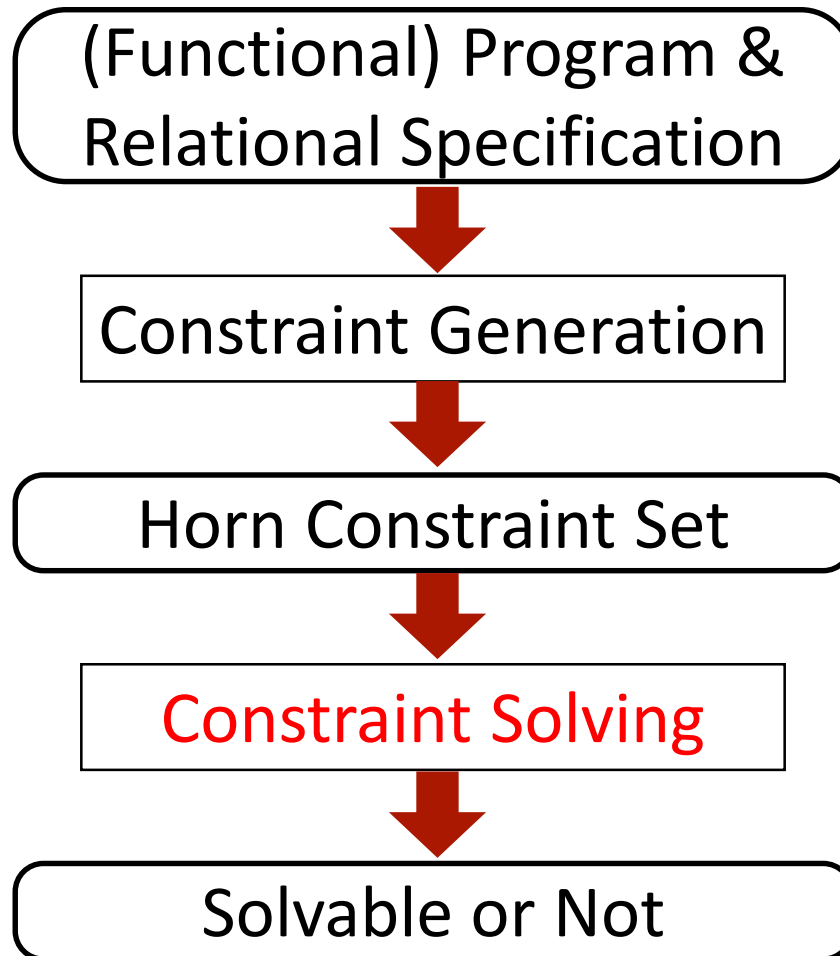 (Functional) Program &
Relational Specification
Constraint Generation
Horn Constraint Set
Constraint Solving
Solvable or Not